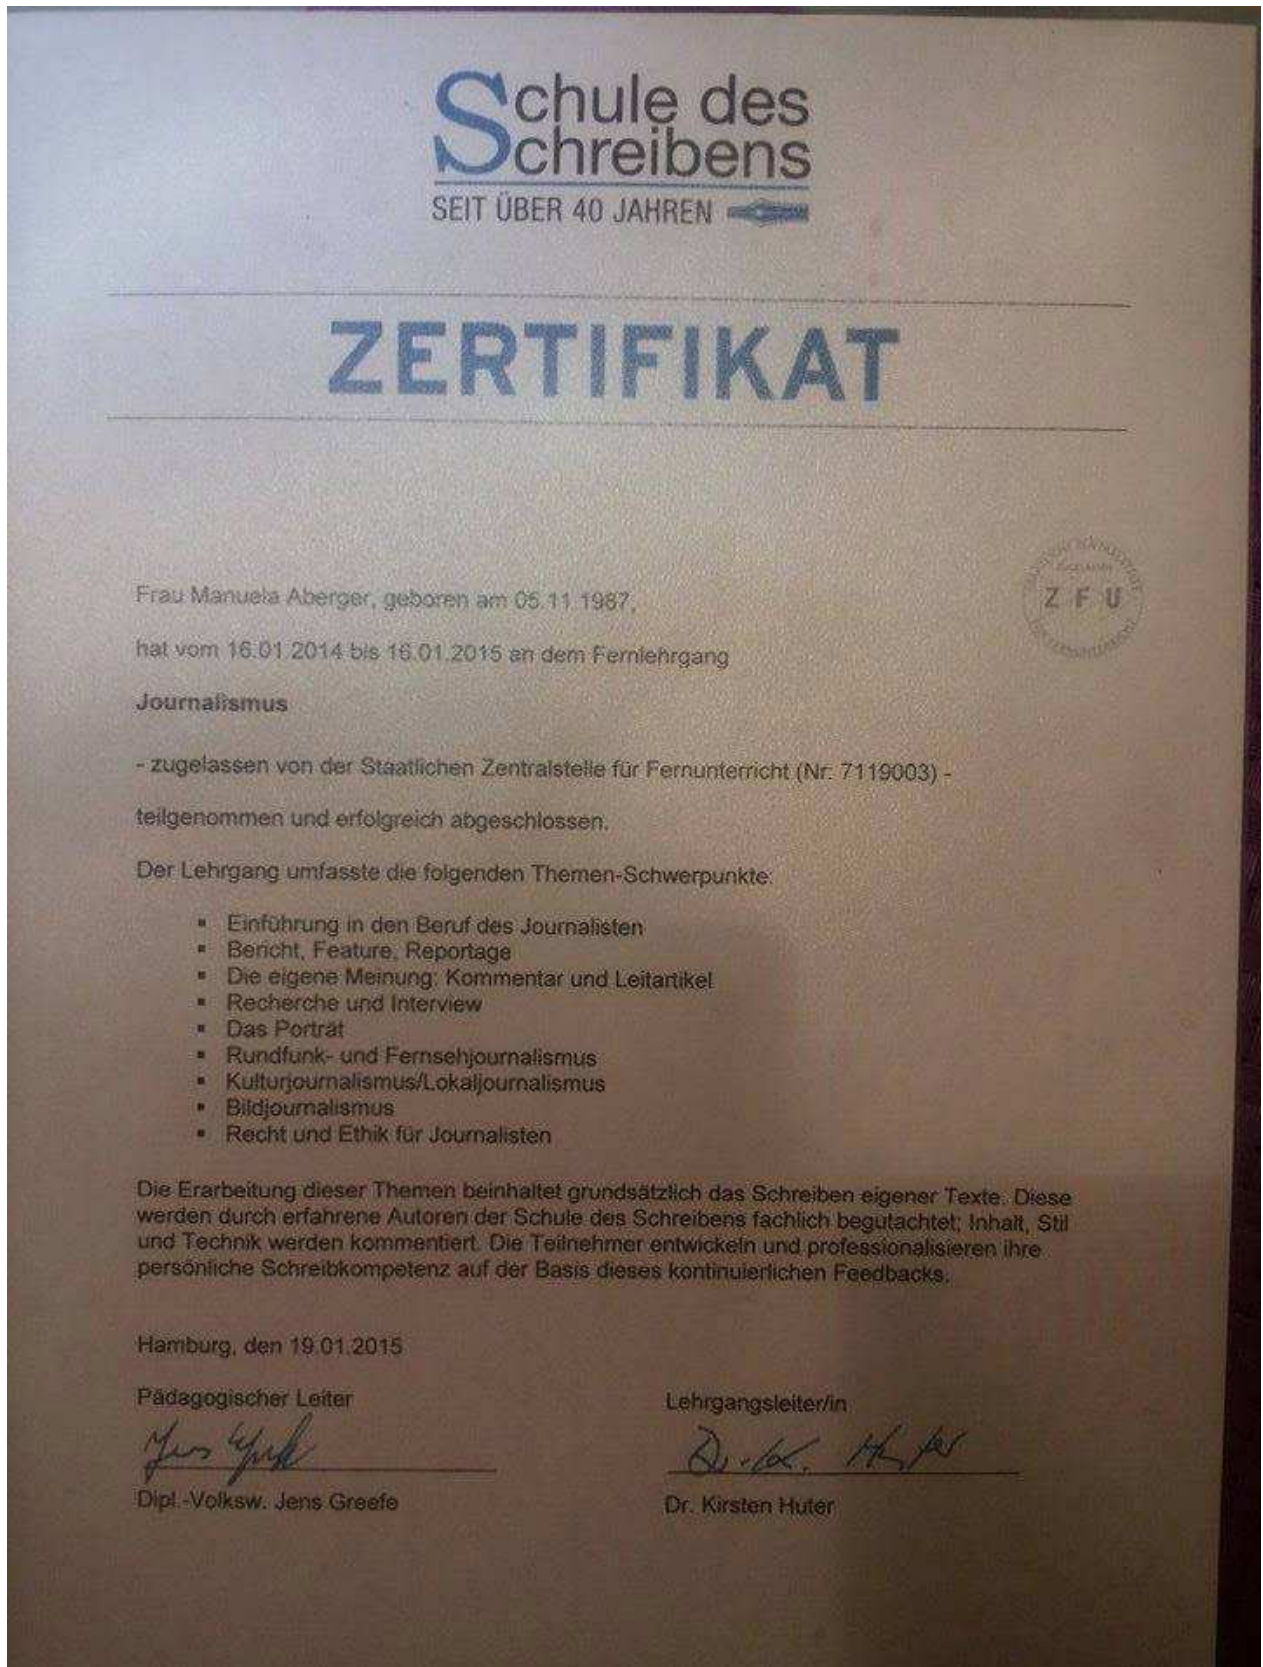 Schule des
Schreibens
SEIT ÜBER 40 JAHREN
ZERTIFIKAT
Z F U
Frau Manuela Aberger, geboren am 05.11.1987,
hat vom 16.01.2014 bis 16.01.2015 an dem Fernlehrgang
Journalismus
- zugelassen von der Staatlichen Zentralstelle für Fernunterricht (Nr: 7119003) -
teilgenommen und erfolgreich abgeschlossen.
Der Lehrgang umfasste die folgenden Themen-Schwerpunkte:
▪ Einführung in den Beruf des Journalisten
▪ Bericht, Feature, Reportage
▪ Die eigene Meinung: Kommentar und Leitartikel
▪ Recherche und Interview
▪ Das Porträt
▪ Rundfunk- und Fernsehjournalismus
▪ Kulturjournalismus/Lokaljournalismus
▪ Bildjournalismus
▪ Recht und Ethik für Journalisten
Die Erarbeitung dieser Themen beinhaltet grundsätzlich das Schreiben eigener Texte. Diese
werden durch erfahrene Autoren der Schule des Schreibens fachlich begutachtet; Inhalt, Stil
und Technik werden kommentiert. Die Teilnehmer entwickeln und professionalisieren ihre
persönliche Schreibkompetenz auf der Basis dieses kontinuierlichen Feedbacks.
Hamburg, den 19.01.2015
Pädagogischer Leiter
Lehrgangsleiter/in
Dr. K. Huter
Dipl.-Volksw. Jens Greefe
Dr. Kirsten Huter